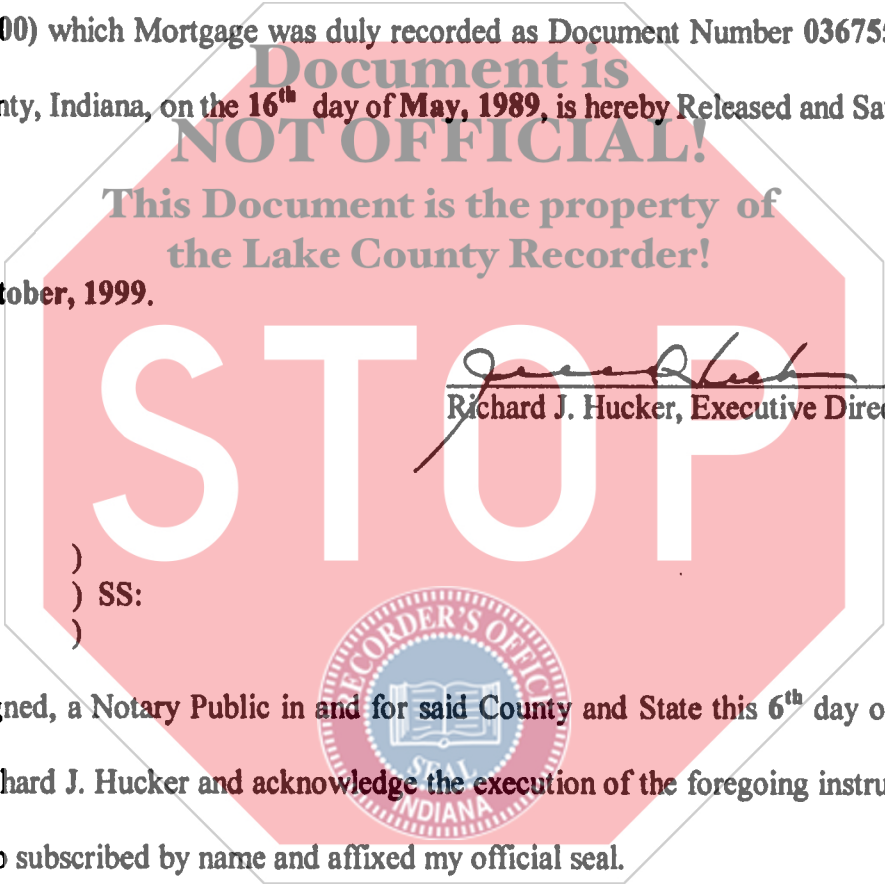 00) which Mortgage was duly recorded as Document Number 03675
Document is
nty, Indiana, on the 16th day of May, 1989, is hereby Released and Sa
NOT OFFICIAL!
This Document is the property of
the Lake County Recorder!
tober, 1999.
STOP
Richard J. Hucker, Executive Direc
)
) SS:
)
RECORDER'S OFFICE
gned, a Notary Public in and for said County and State this 6th day o
SEAL
hard J. Hucker and acknowledge the execution of the foregoing instru
INDIANA
o subscribed by name and affixed my official seal.